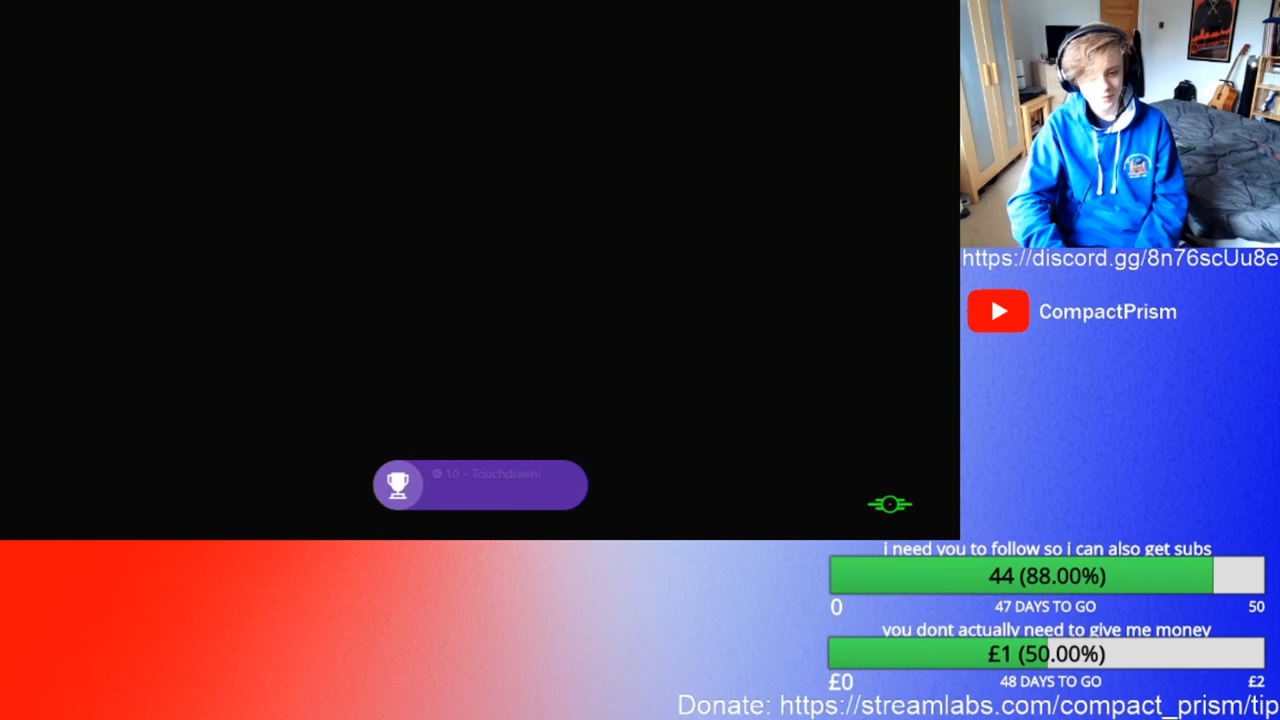 https://discord.gg/8n76scUu8e
CompactPrism
10 - Touchdown!
i need you to follow so i can also get subs
44 (88.00%)
0
47 DAYS TO GO
50
you dont actually need to give me money
£1 (50.00%)
£0
48 DAYS TO GO
£2
Donate: https://streamlabs.com/compact_prism/tip